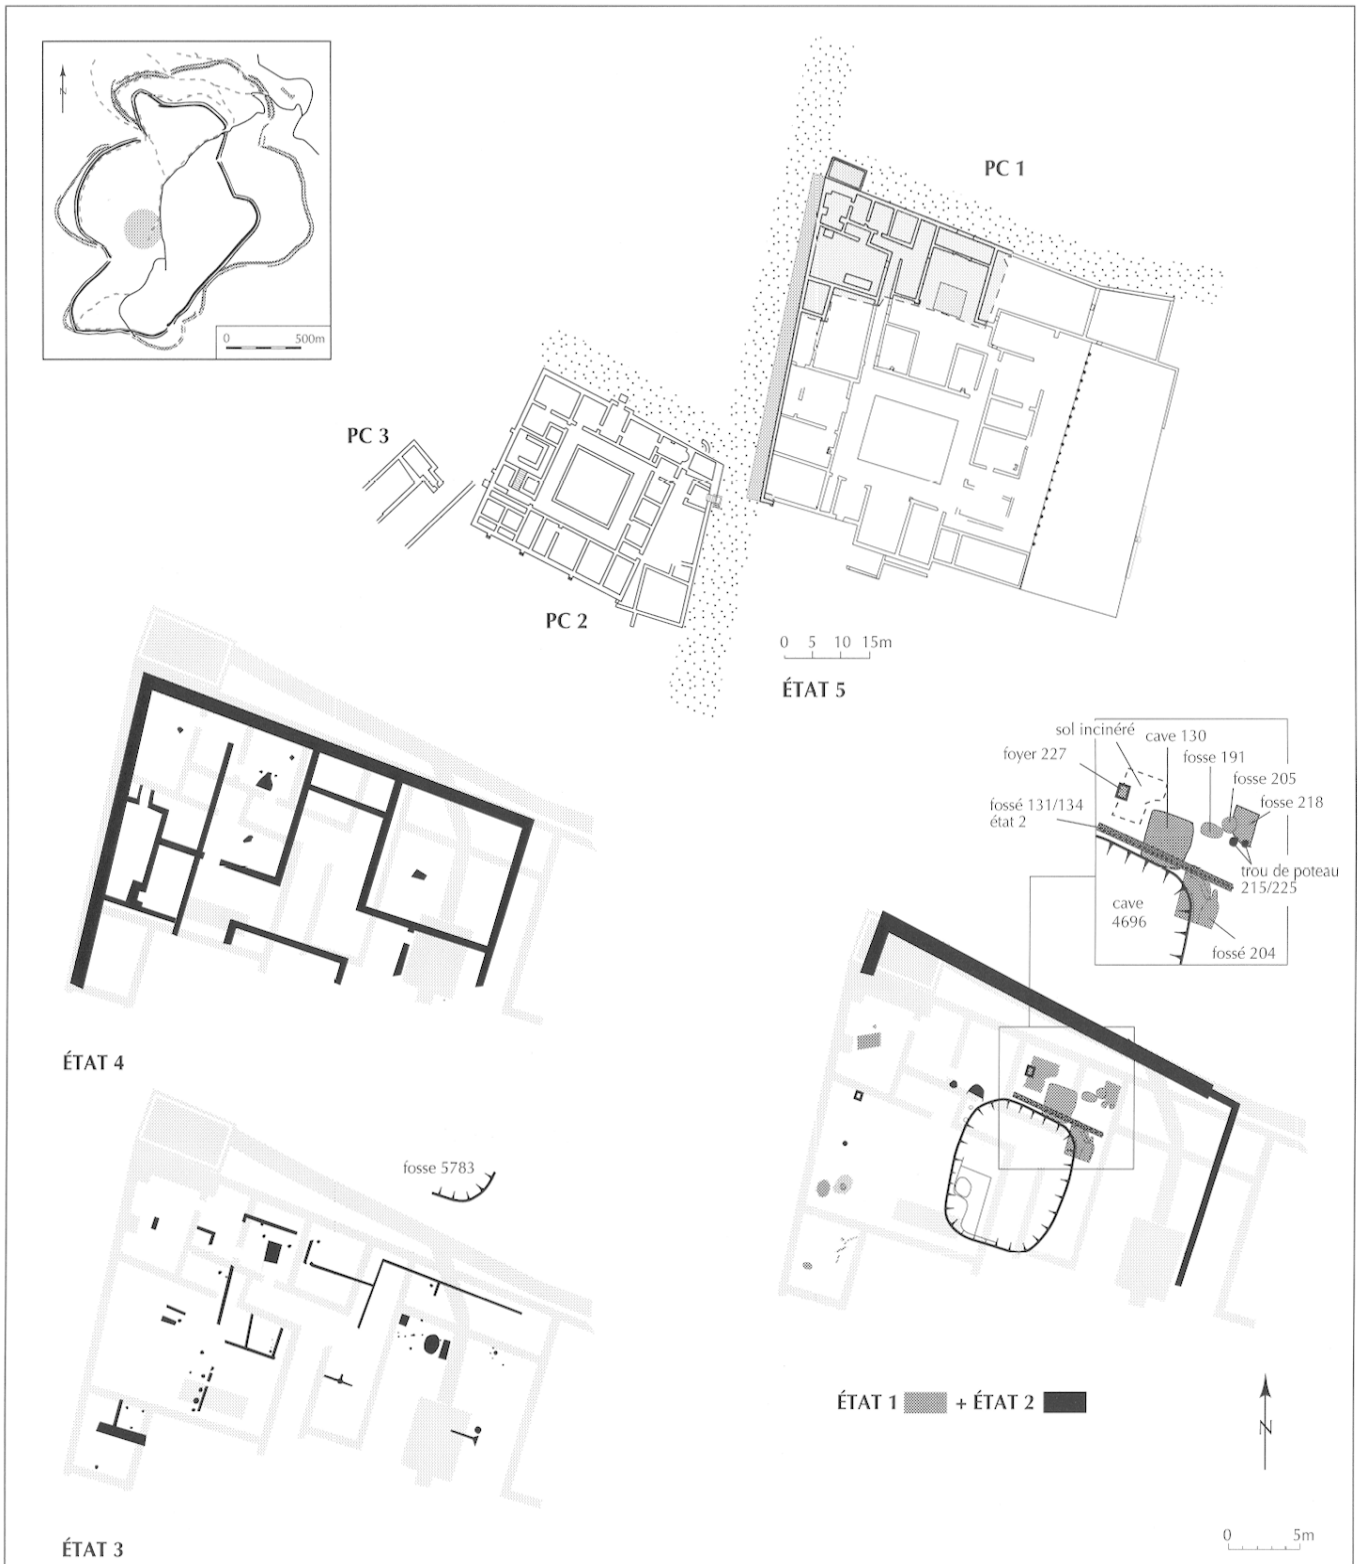 N
0 500m
PC 1
PC 3
PC 2
0 5 10 15m
ÉTAT 5
sol incinéré
cave 130
foyer 227
fosse 191
fosse 205
fossé 131/134
état 2
fosse 218
trou de poteau
215/225
cave
4696
fossé 204
ÉTAT 4
fosse 5783
ÉTAT 1 + ÉTAT 2
N
ÉTAT 3
0 5m